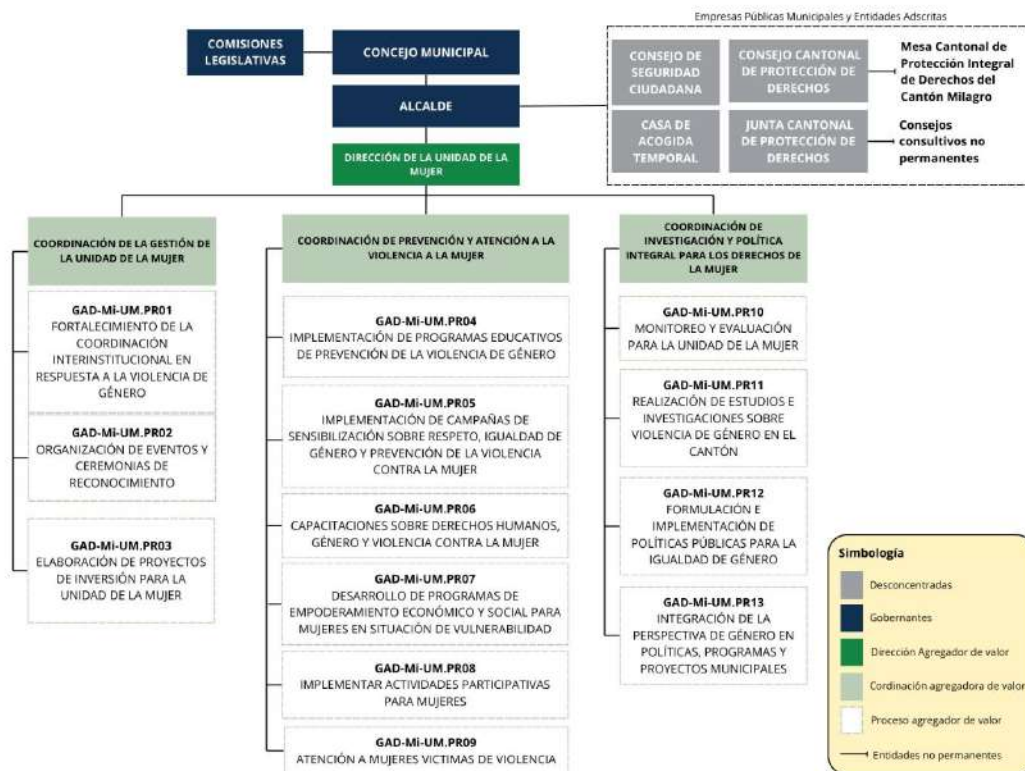 Empresas Públicas Municipales y Entidades Adscritas
COMISIONES
LEGISLATIVAS
CONCEJO MUNICIPAL
ALCALDE
DIRECCIÓN DE LA UNIDAD DE LA
MUJER
CONSEJO DE
SEGURIDAD
CIUDADANA
CONSEJO CANTONAL
DE PROTECCIÓN DE
DERECHOS
Mesa Cantonal de
Protección Integral
de Derechos del
Cantón Milagro
CASA DE
ACOGIDA
TEMPORAL
JUNTA CANTONAL
DE PROTECCIÓN DE
DERECHOS
Consejos
consultivos no
permanentes
COORDINACIÓN DE LA GESTIÓN DE
LA UNIDAD DE LA MUJER
GAD-Mi-UM.PR01
FORTALECIMIENTO DE LA
COORDINACIÓN
INTERINSTITUCIONAL EN
RESPUESTA A LA VIOLENCIA DE
GÉNERO
GAD-Mi-UM.PR02
ORGANIZACIÓN DE EVENTOS Y
CEREMONIAS DE
RECONOCIMIENTO
GAD-Mi-UM.PR03
ELABORACIÓN DE PROYECTOS
DE INVERSIÓN PARA LA
UNIDAD DE LA MUJER
COORDINACIÓN DE PREVENCIÓN Y ATENCIÓN A LA
VIOLENCIA A LA MUJER
GAD-Mi-UM.PR04
IMPLEMENTACIÓN DE PROGRAMAS EDUCATIVOS
DE PREVENCIÓN DE LA VIOLENCIA DE GÉNERO
GAD-Mi-UM.PR05
IMPLEMENTACIÓN DE CAMPAÑAS DE
SENSIBILIZACIÓN SOBRE RESPETO, IGUALDAD DE
GÉNERO Y PREVENCIÓN DE LA VIOLENCIA
CONTRA LA MUJER
GAD-Mi-UM.PR06
CAPACITACIONES SOBRE DERECHOS HUMANOS,
GÉNERO Y VIOLENCIA CONTRA LA MUJER
GAD-Mi-UM.PR07
DESARROLLO DE PROGRAMAS DE
EMPODERAMIENTO ECONÓMICO Y SOCIAL PARA
MUJERES EN SITUACIÓN DE VULNERABILIDAD
GAD-Mi-UM.PR08
IMPLEMENTAR ACTIVIDADES PARTICIPATIVAS
PARA MUJERES
GAD-Mi-UM.PR09
ATENCIÓN A MUJERES VICTIMAS DE VIOLENCIA
COORDINACIÓN DE
INVESTIGACIÓN Y POLÍTICA
INTEGRAL PARA LOS DERECHOS DE
LA MUJER
GAD-Mi-UM.PR10
MONITOREO Y EVALUACIÓN
PARA LA UNIDAD DE LA MUJER
GAD-Mi-UM.PR11
REALIZACIÓN DE ESTUDIOS E
INVESTIGACIONES SOBRE
VIOLENCIA DE GÉNERO EN EL
CANTÓN
GAD-Mi-UM.PR12
FORMULACIÓN E
IMPLEMENTACIÓN DE
POLÍTICAS PÚBLICAS PARA LA
IGUALDAD DE GÉNERO
GAD-Mi-UM.PR13
INTEGRACIÓN DE LA
PERSPECTIVA DE GÉNERO EN
POLÍTICAS, PROGRAMAS Y
PROYECTOS MUNICIPALES
Simbología
Desconcentradas
Gobernantes
Dirección Agregador de valor
Cordinación agregadora de valor
Proceso agregador de valor
Entidades no permanentes